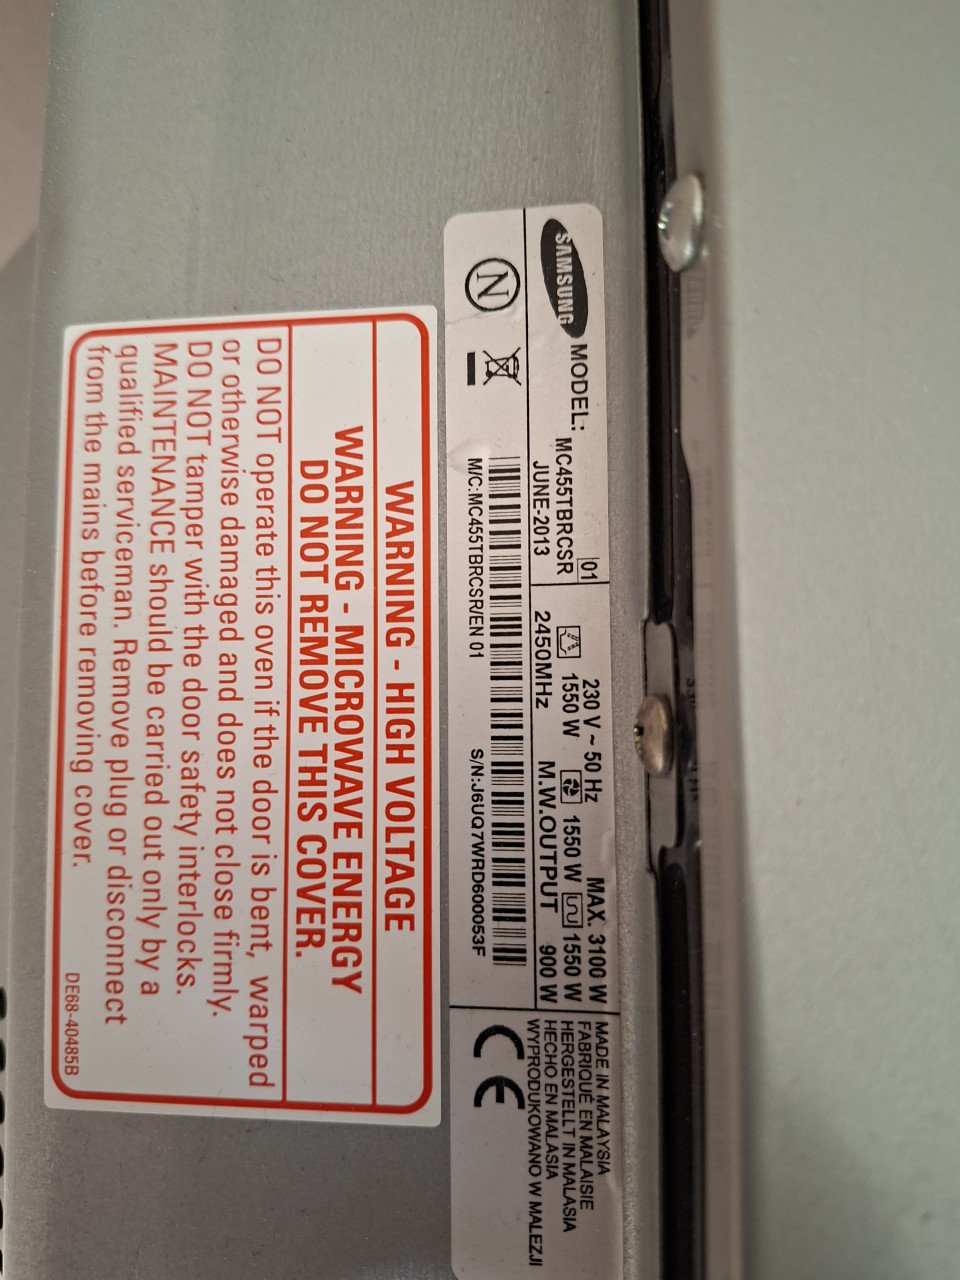 SAMSUNG
MODEL: MC455TBRCSR 01
JUNE-2013
230 V ~ 50 Hz MAX. 3100 W
1550 W 1550 W 1550 W
2450MHz M.W.OUTPUT 900 W
MADE IN MALAYSIA
FABRIQUÉ EN MALAISIE
HERGESTELLT IN MALASIA
HECHO EN MALASIA
WYPRODUKOWANO W MALEZJI
N
M/C:MC455TBRCSR/EN 01 S/N:J6UQ7WRD600053F
CE
WARNING - HIGH VOLTAGE
WARNING - MICROWAVE ENERGY
DO NOT REMOVE THIS COVER.
DO NOT operate this oven if the door is bent, warped
or otherwise damaged and does not close firmly.
DO NOT tamper with the door safety interlocks.
MAINTENANCE should be carried out only by a
qualified serviceman. Remove plug or disconnect
from the mains before removing cover.
DE68-40485B